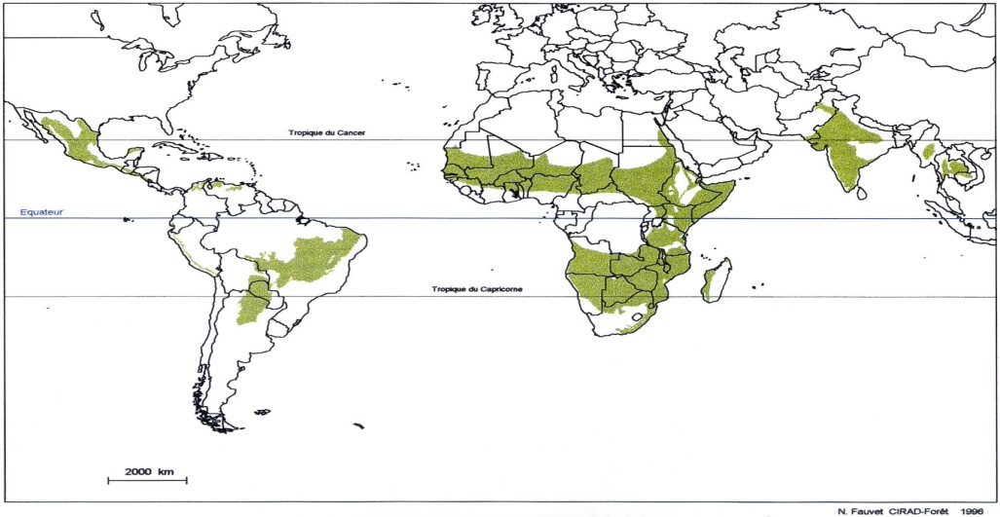 Tropique du Cancer
Equateur
Tropique du Capricorne
2000 km
N. Fauvet CIRAD-Forêt 1996